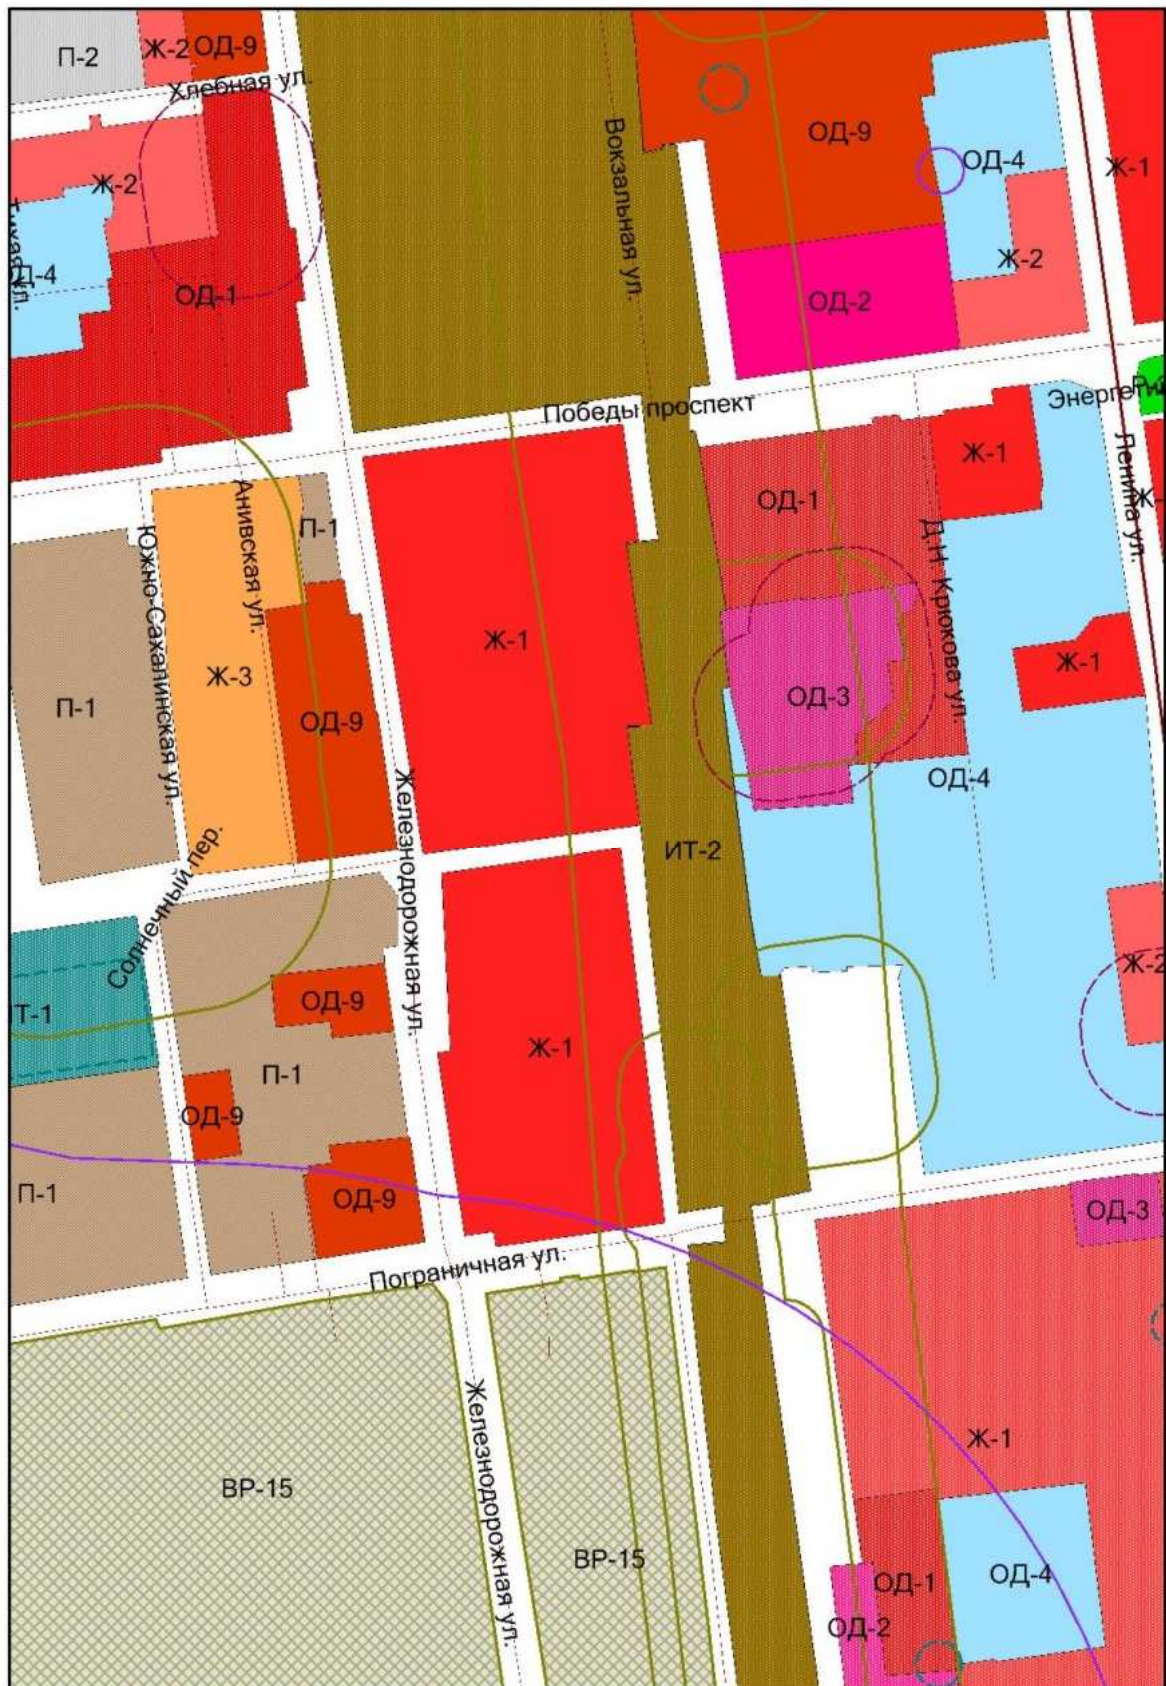 П-2
Ж-2
ОД-9
Хлебная ул.
Вокзальная ул.
ОД-9
ОД-4
Ж-1
Ж-2
Ж-2
ОД-1
ОД-2
Победы проспект
Ленина ул.
ОД-1
Ж-1
П-1
Анивская ул.
Южно-Сахалинская ул.
Д.Н. Крюкова ул.
Ж-1
Ж-1
Ж-3
П-1
ОД-9
ОД-3
ОД-4
Железнодорожная ул.
ИТ-2
Солнечный пер.
Ж-2
ОД-9
Ж-1
П-1
ОД-9
П-1
ОД-9
ОД-3
Пограничная ул.
Ж-1
ВР-15
Железнодорожная ул.
ВР-15
ОД-1
ОД-4
ОД-2